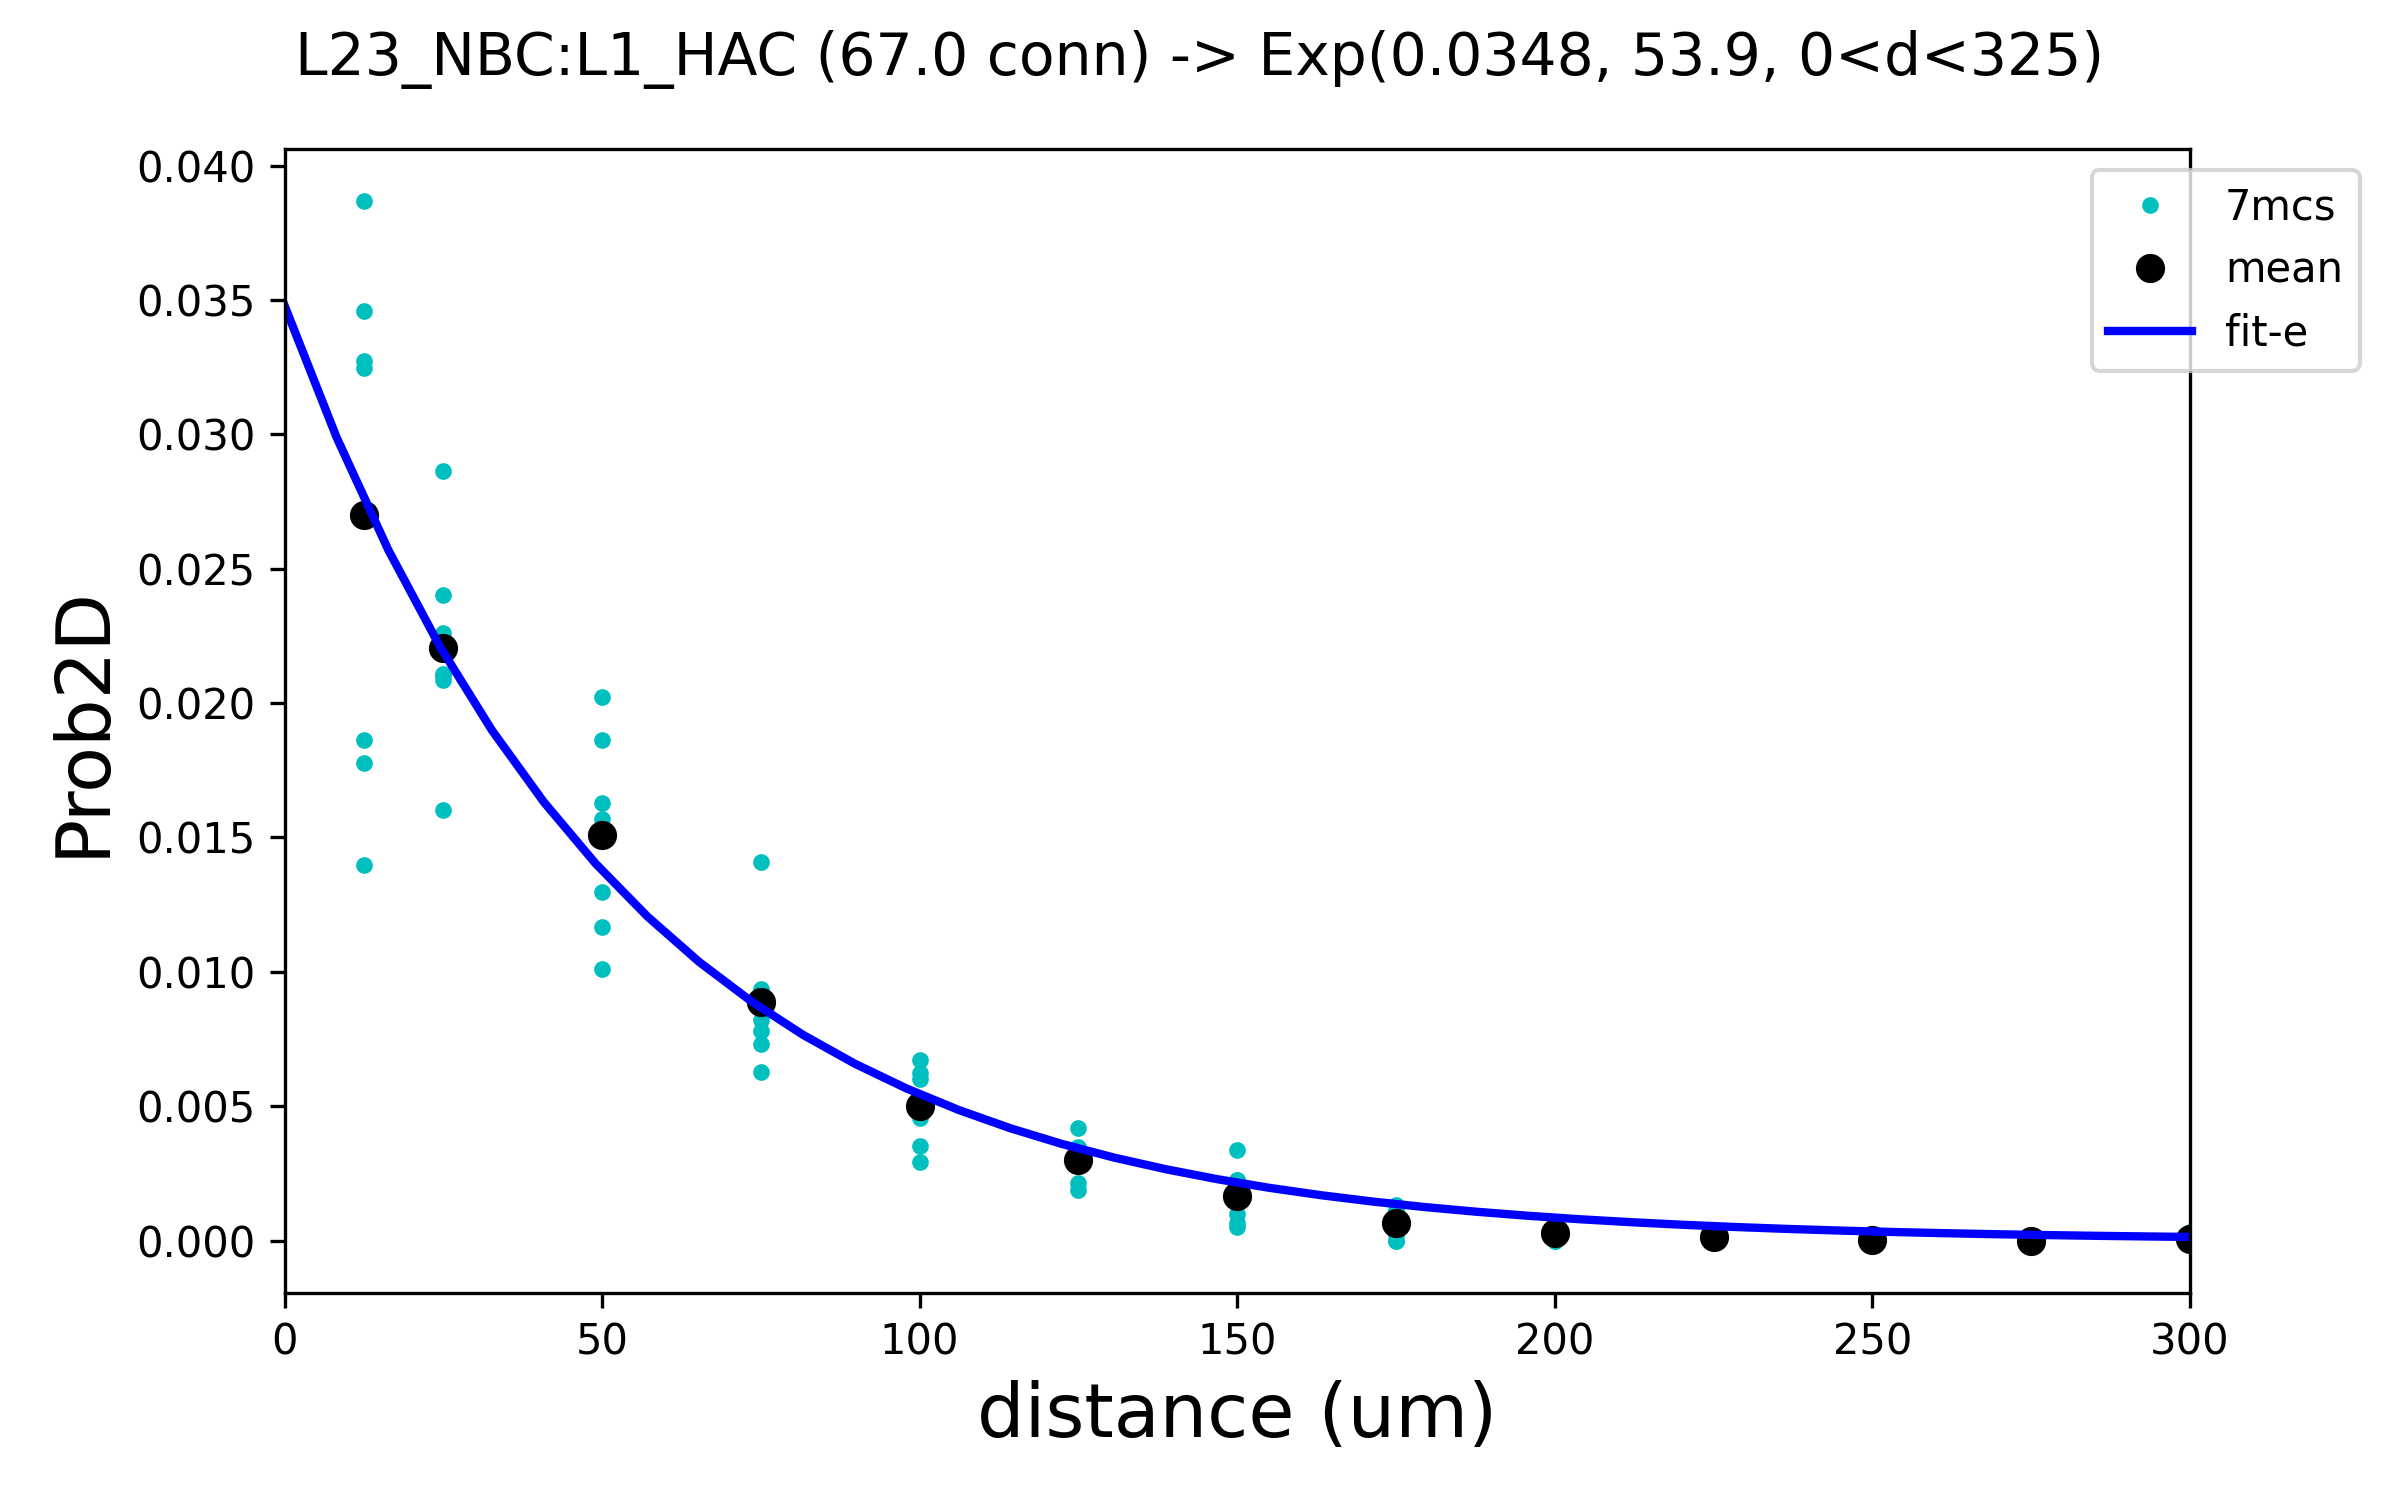 L23_NBC:L1_HAC (67.0 conn) -> Exp(0.0348, 53.9, 0<d<325)
0.040
0.035
0.030
0.025
0.020
0.015
0.010
0.005
0.000
Prob2D
7mcs
mean
fit-e
0 50 100 150 200 250 300
distance (um)